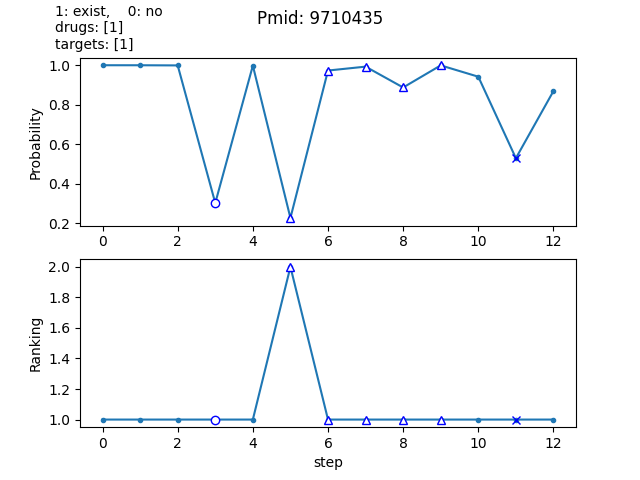 1: exist,    0: no
drugs: [1]
targets: [1]
Pmid: 9710435
Probability
1.0
0.8
0.6
0.4
0.2
0 2 4 6 8 10 12
Ranking
2.0
1.8
1.6
1.4
1.2
1.0
0 2 4 6 8 10 12
step